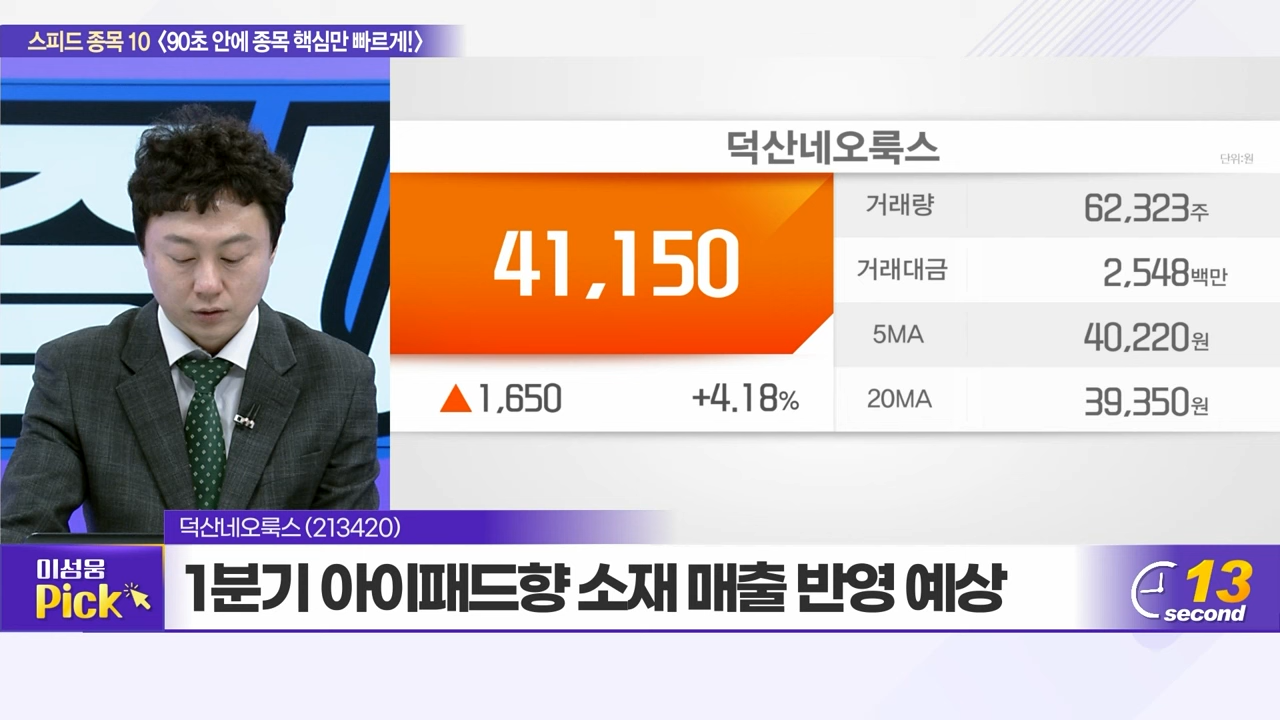 스피드 종목 10 〈90초 안에 종목 핵심만 빠르게!〉
덕산네오룩스
단위:원
41,150
▲1,650 +4.18%
거래량 62,323주
거래대금 2,548백만
5MA 40,220원
20MA 39,350원
덕산네오룩스 (213420)
이성웅
Pick
1분기 아이패드향 소재 매출 반영 예상
13
second